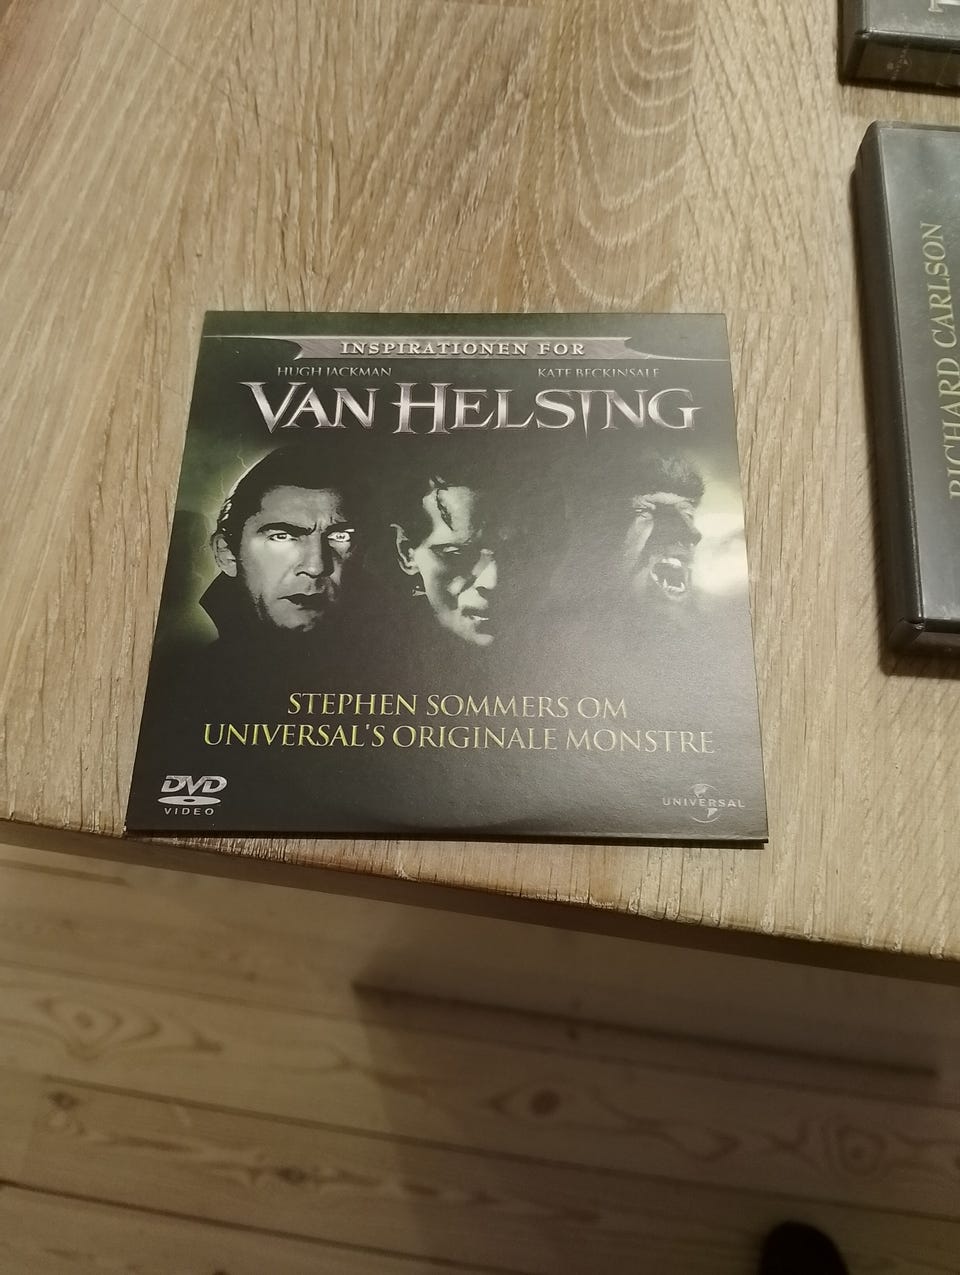 INSPIRATIONEN FOR
HUGH JACKMAN KATE BECKINSALE
VAN HELSING
STEPHEN SOMMERS OM
UNIVERSAL'S ORIGINALE MONSTRE
DVD
VIDEO
UNIVERSAL
RICHARD CARLSON